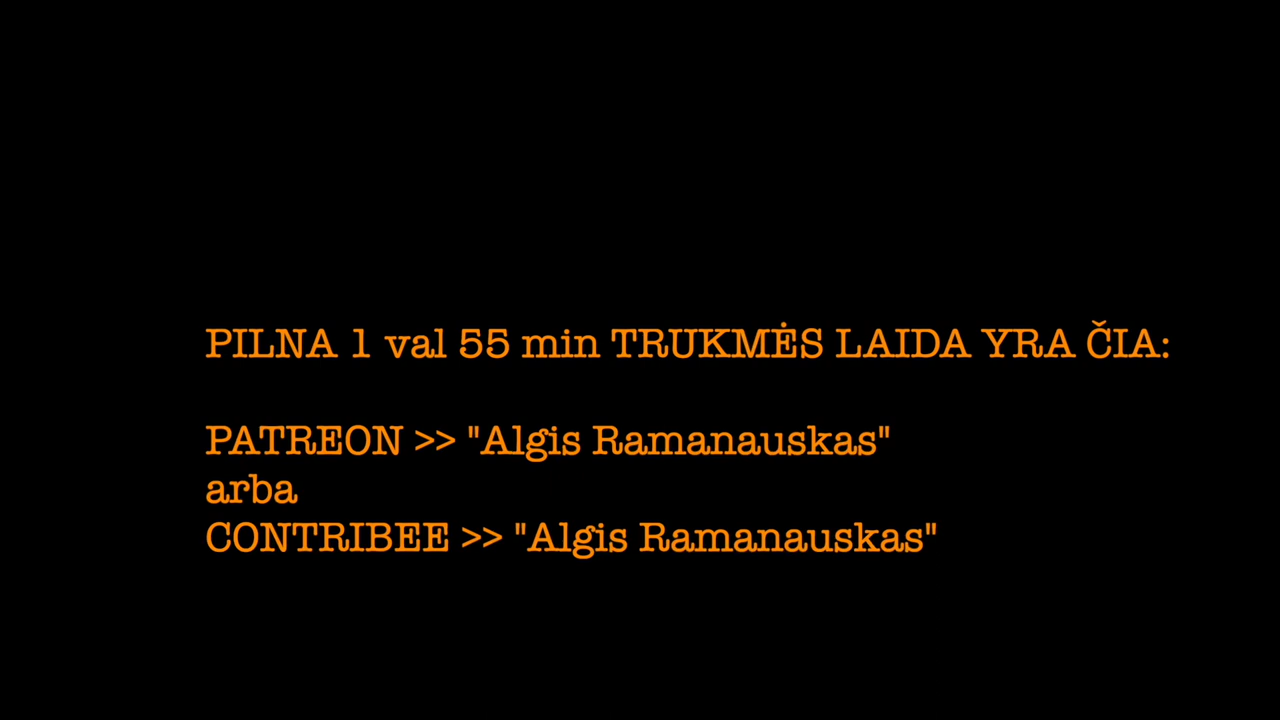 PILNA 1 val 55 min TRUKMĖS LAIDA YRA ČIA:
PATREON >> "Algis Ramanauskas"
arba
CONTRIBEE >> "Algis Ramanauskas"